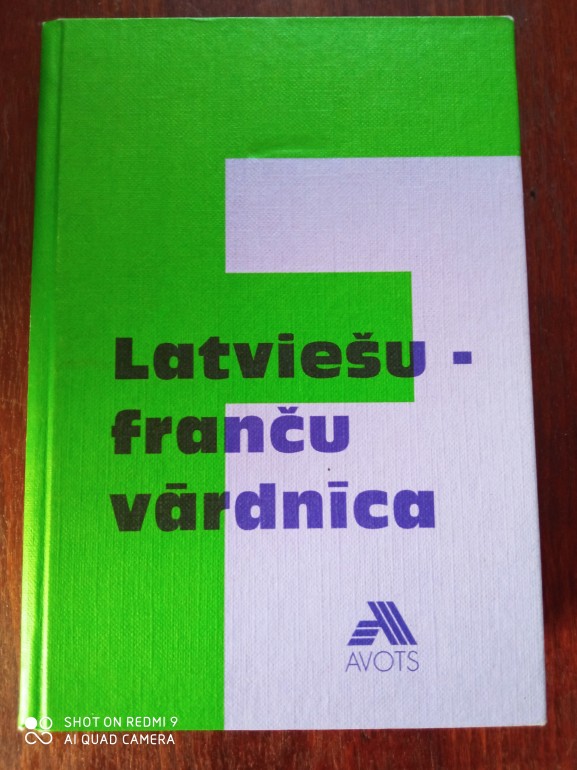 Latviešu -
franču
vārdnīca
AVOTS
SHOT ON REDMI 9
AI QUAD CAMERA